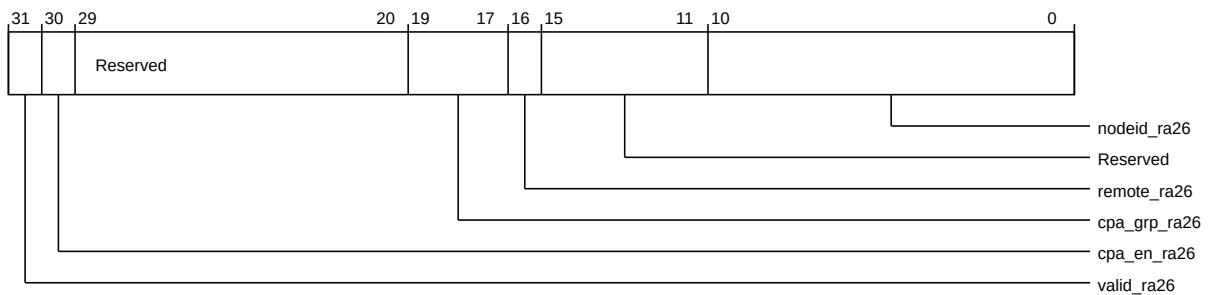 31 30 29 20 19 17 16 15 11 10 0
Reserved
nodeid_ra26
Reserved
remote_ra26
cpa_grp_ra26
cpa_en_ra26
valid_ra26